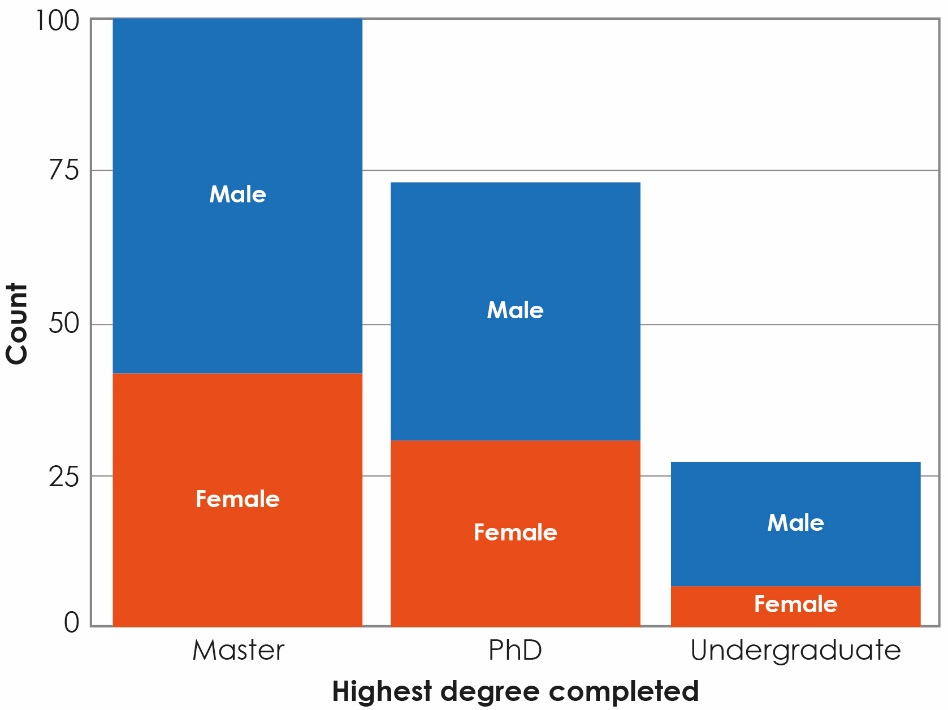 100
75
50
25
0
Count
Male
Female
Male
Female
Male
Female
Master
PhD
Undergraduate
Highest degree completed